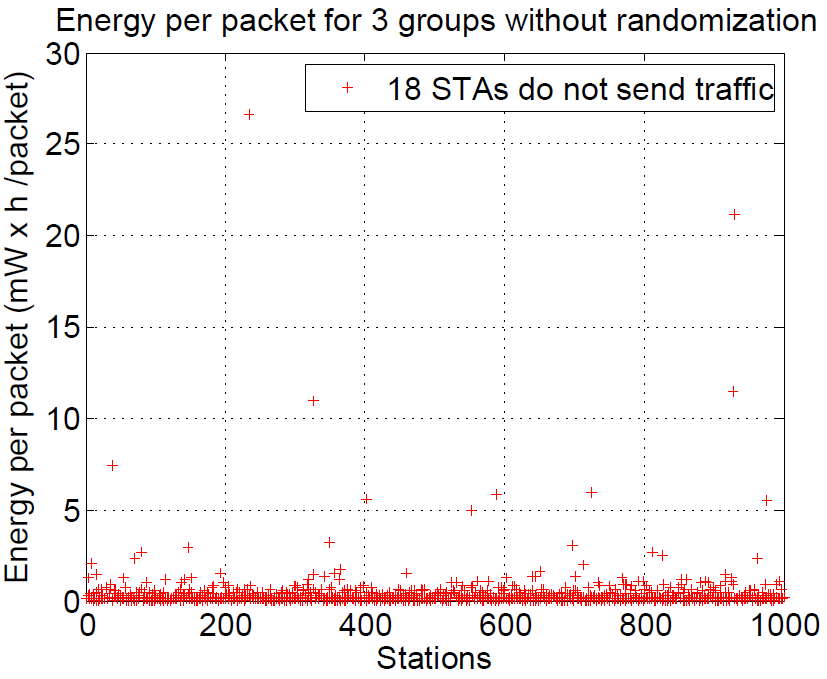 Energy per packet for 3 groups without randomization
Energy per packet (mW x h /packet)
30
25
20
15
10
5
0
18 STAs do not send traffic
0 200 400 600 800 1000
Stations